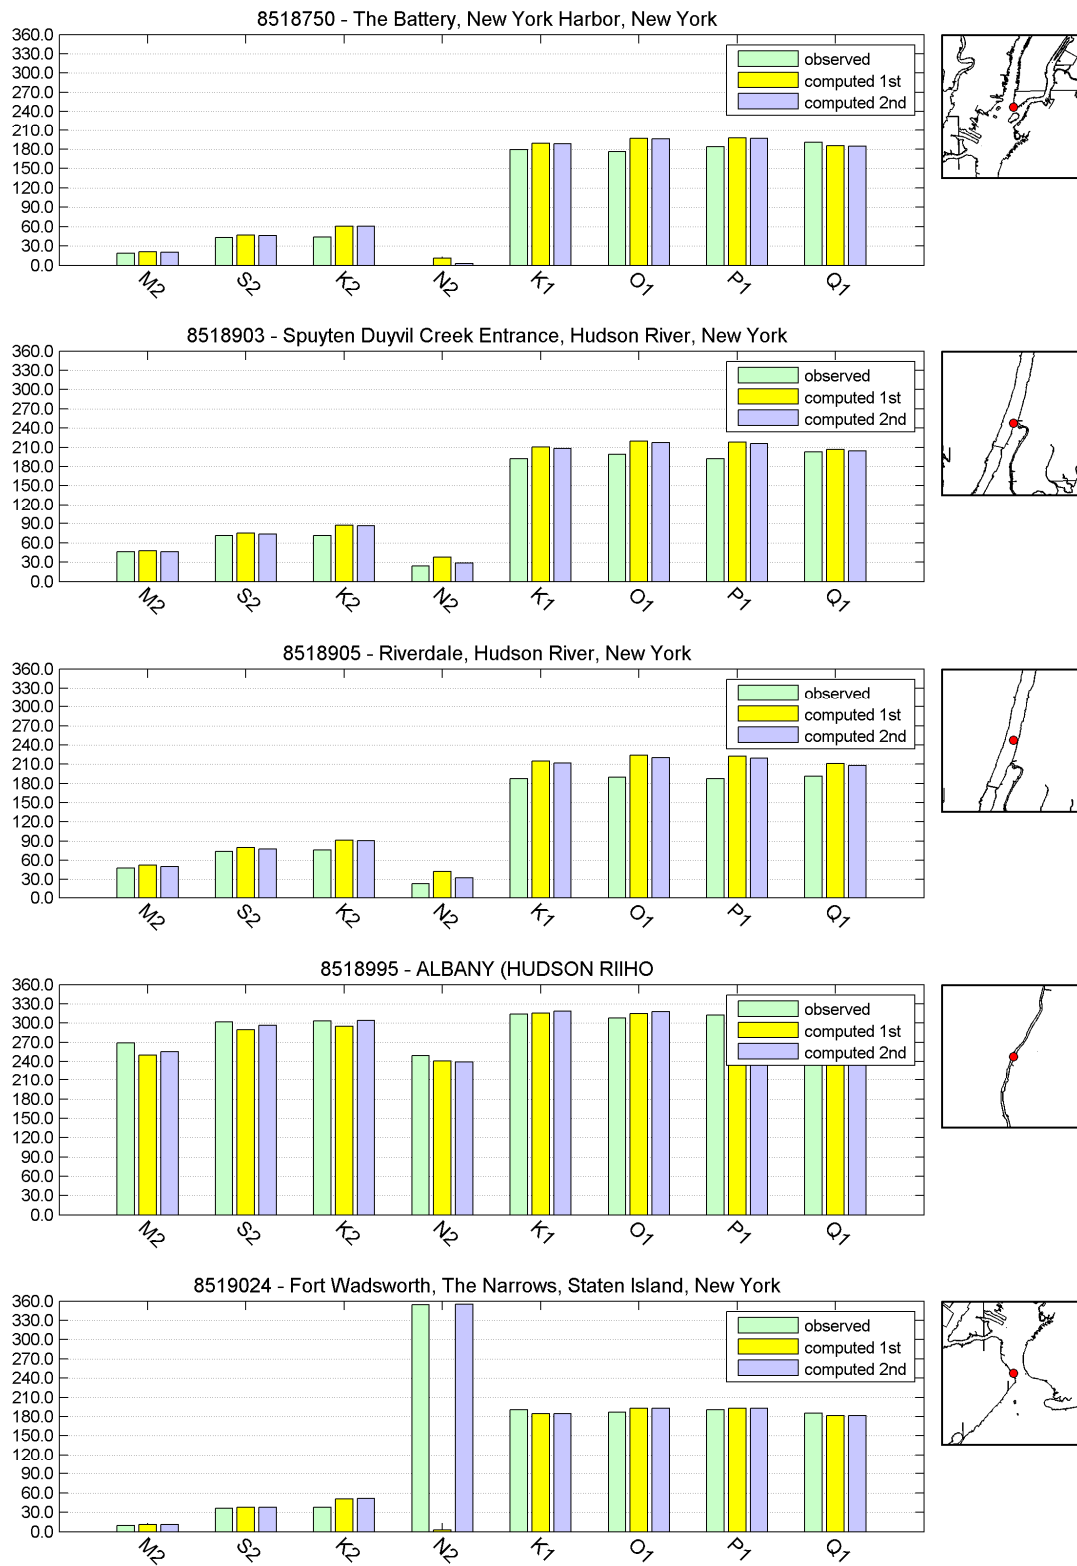 8518750 - The Battery, New York Harbor, New York
360.0
330.0
300.0
270.0
240.0
210.0
180.0
150.0
120.0
90.0
60.0
30.0
0.0
observed
computed 1st
computed 2nd
M2 S2 K2 N2 K1 O1 P1 Q1
8518903 - Spuyten Duyvil Creek Entrance, Hudson River, New York
360.0
330.0
300.0
270.0
240.0
210.0
180.0
150.0
120.0
90.0
60.0
30.0
0.0
observed
computed 1st
computed 2nd
M2 S2 K2 N2 K1 O1 P1 Q1
8518905 - Riverdale, Hudson River, New York
360.0
330.0
300.0
270.0
240.0
210.0
180.0
150.0
120.0
90.0
60.0
30.0
0.0
observed
computed 1st
computed 2nd
M2 S2 K2 N2 K1 O1 P1 Q1
8518995 - ALBANY (HUDSON RIIHO
360.0
330.0
300.0
270.0
240.0
210.0
180.0
150.0
120.0
90.0
60.0
30.0
0.0
observed
computed 1st
computed 2nd
M2 S2 K2 N2 K1 O1 P1 Q1
8519024 - Fort Wadsworth, The Narrows, Staten Island, New York
360.0
330.0
300.0
270.0
240.0
210.0
180.0
150.0
120.0
90.0
60.0
30.0
0.0
observed
computed 1st
computed 2nd
M2 S2 K2 N2 K1 O1 P1 Q1